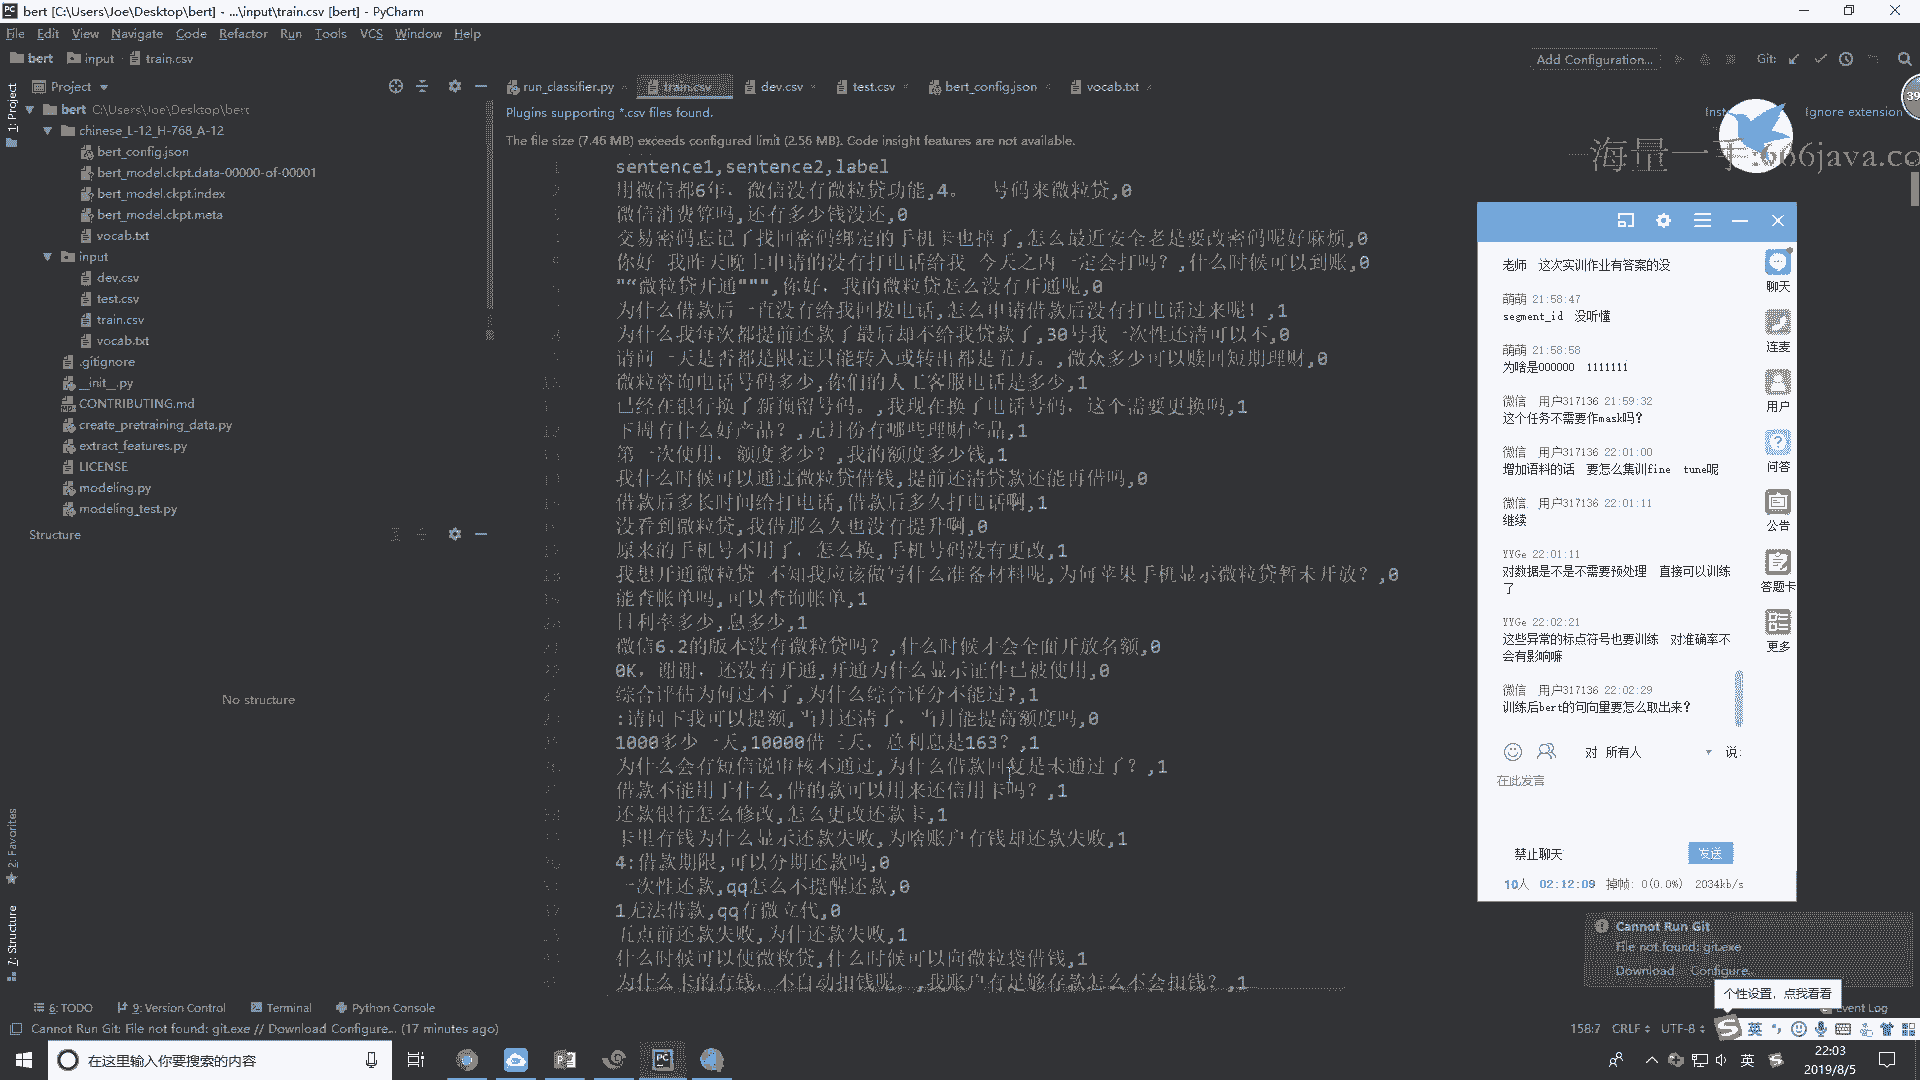 bert [C:\Users\Joe\Desktop\bert] - ...\input\train.csv [bert] - PyCharm
File Edit View Navigate Code Refactor Run Tools VCS Window Help
bert input train.csv
Add Configuration... Git:
Project
run_classifier.py train.csv dev.csv test.csv bert_config.json vocab.txt
1: Project
bert C:\Users\Joe\Desktop\bert
chinese_L-12_H-768_A-12
bert_config.json
bert_model.ckpt.data-00000-of-00001
bert_model.ckpt.index
bert_model.ckpt.meta
vocab.txt
input
dev.csv
test.csv
train.csv
vocab.txt
.gitignore
__init__.py
CONTRIBUTING.md
create_pretraining_data.py
extract_features.py
LICENSE
modeling.py
modeling_test.py
Structure
No structure
2: Favorites
7: Structure
Plugins supporting *.csv files found.
Ignore extension
The file size (7.46 MB) exceeds configured limit (2.56 MB). Code insight features are not available.
海量一手:666java.co
sentence1,sentence2,label
用微信都6年，微信没有微粒贷功能,4。 号码来微粒贷,0
微信消费算吗,还有多少钱没还,0
交易密码忘记了找回密码绑定的手机卡也掉了,怎么最近安全老是要改密码呢好麻烦,0
你好 我昨天晚上申请的没有打电话给我 今天之内一定会打吗？,什么时候可以到账,0
"“微粒贷开通""",你好，我的微粒贷怎么没有开通呢,0
为什么借款后一直没有给我回拨电话,怎么申请借款后没有打电话过来呢！,1
为什么我每次都提前还款了最后却不给我贷款了,30号我一次性还清可以不,0
请问一天是否都是限定只能转入或转出都是五万。,微众多少可以赎回短期理财,0
微粒咨询电话号码多少,你们的人工客服电话是多少,1
已经在银行换了新预留号码。,我现在换了电话号码，这个需要更换吗,1
下周有什么好产品？,元月份有哪些理财产品,1
第一次使用，额度多少？,我的额度多少钱,1
我什么时候可以通过微粒贷借钱,提前还清贷款还能再借吗,0
借款后多长时间给打电话,借款后多久打电话啊,1
没看到微粒贷,我借那么久也没有提升啊,0
原来的手机号不用了，怎么换,手机号码没有更改,1
我想开通微粒贷 不知我应该做写什么准备材料呢,为何苹果手机显示微粒贷暂未开放？,0
能查帐单吗,可以查询帐单,1
日利率多少,息多少,1
微信6.2的版本没有微粒贷吗？,什么时候才会全面开放名额,0
0K，谢谢，还没有开通,开通为什么显示证件已被使用,0
综合评估为何过不了,为什么综合评分不能过?,1
:请问下我可以提额,当月还清了，当月能提高额度吗,0
1000多少一天,10000借三天，总利息是163？,1
为什么会有短信说审核不通过,为什么借款回复是未通过了？,1
借款不能用于什么,借的款可以用来还信用卡吗？,1
还款银行怎么修改,怎么更改还款卡,1
卡里有钱为什么显示还款失败,为啥账户有钱却还款失败,1
4:借款期限,可以分期还款吗,0
一次性还款,qq怎么不提醒还款,0
1无法借款,qq有微立代,0
五点前还款失败,为什还款失败,1
什么时候可以使微敉贷,什么时候可以向微粒袋借钱,1
为什么卡的有钱，不自动扣钱呢。,我账户有足够存款怎么不会扣钱？,1
老师 这次实训作业有答案的没
萌萌 21:58:47
segment_id 没听懂
萌萌 21:58:58
为啥是000000 1111111
微信 用户317136 21:59:32
这个任务不需要作mask吗?
微信 用户317136 22:01:00
增加语料的话 要怎么集训fine tune呢
微信 用户317136 22:01:11
继续
YYGe 22:01:11
对数据是不是不需要预处理 直接可以训练
了
YYGe 22:02:21
这些异常的标点符号也要训练 对准确率不
会有影响嘛
微信 用户317136 22:02:29
训练后bert的句向量要怎么取出来?
对 所有人 说:
在此发言
禁止聊天 发送
10人 02:12:09 掉帧: 0(0.0%) 2034kb/s
聊天
连麦
用户
问答
公告
答题卡
更多
Cannot Run Git
File not found: git.exe
Download Configure...
个性设置，点我看看
6: TODO 9: Version Control Terminal Python Console Event Log
Cannot Run Git: File not found: git.exe // Download Configure... (17 minutes ago)
158:7 CRLF UTF-8 英
在这里输入你要搜索的内容
英 22:03
2019/8/5